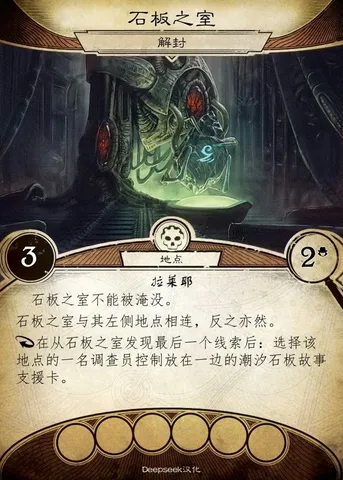 石板之室
解封
3
地点
2
拉莱耶
石板之室不能被淹没。
石板之室与其左侧地点相连，反之亦然。
在从石板之室发现最后一个线索后：选择该
地点的一名调查员控制放在一边的潮汐石板故事
支援卡。
Deepseek汉化